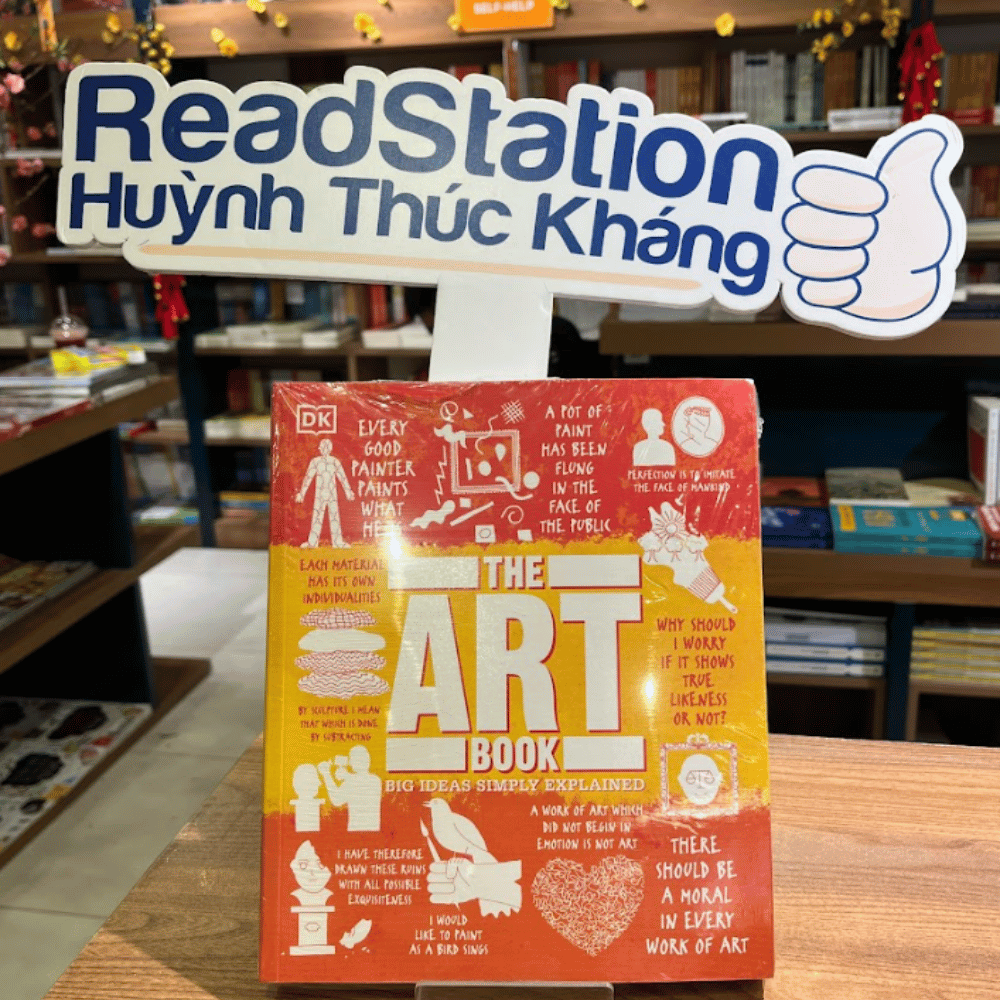 SELF-HELP
ReadStation
Huỳnh Thúc Kháng
DK
EVERY
GOOD
PAINTER
PAINTS
WHAT
HE IS
A POT OF
PAINT
HAS BEEN
FLUNG
IN THE
FACE OF
THE PUBLIC
PERFECTION IS TO IMITATE
THE FACE OF MANKIND
EACH MATERIAL
HAS ITS OWN
INDIVIDUALITIES
THE
ART
BOOK
BIG IDEAS SIMPLY EXPLAINED
WHY SHOULD
I WORRY
IF IT SHOWS
TRUE
LIKENESS
OR NOT?
BY SCULPTURE I MEAN
THAT WHICH IS DONE
BY SUBTRACTING
I HAVE THEREFORE
DRAWN THESE RUINS
WITH ALL POSSIBLE
EXQUISITENESS
I WOULD
LIKE TO PAINT
AS A BIRD SINGS
A WORK OF ART WHICH
DID NOT BEGIN IN
EMOTION IS NOT ART
THERE
SHOULD BE
A MORAL
IN EVERY
WORK OF ART